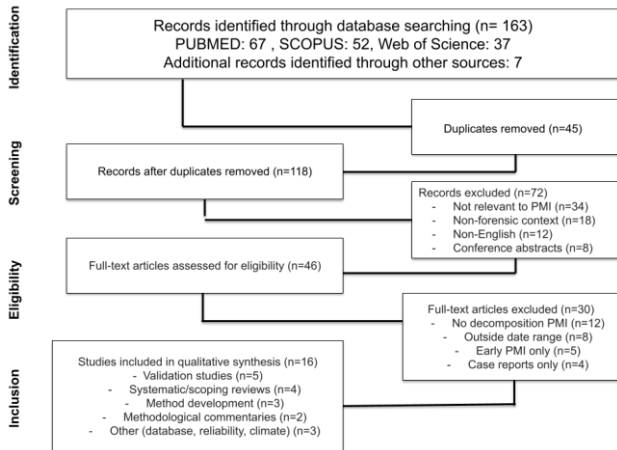 Identification
Records identified through database searching (n= 163)
PUBMED: 67 , SCOPUS: 52, Web of Science: 37
Additional records identified through other sources: 7
Duplicates removed (n=45)
Screening
Records after duplicates removed (n=118)
Records excluded (n=72)
- Not relevant to PMI (n=34)
- Non-forensic context (n=18)
- Non-English (n=12)
- Conference abstracts (n=8)
Eligibility
Full-text articles assessed for eligibility (n=46)
Full-text articles excluded (n=30)
- No decomposition PMI (n=12)
- Outside date range (n=8)
- Early PMI only (n=5)
- Case reports only (n=4)
Inclusion
Studies included in qualitative synthesis (n=16)
- Validation studies (n=5)
- Systematic/scoping reviews (n=4)
- Method development (n=3)
- Methodological commentaries (n=2)
- Other (database, reliability, climate) (n=3)